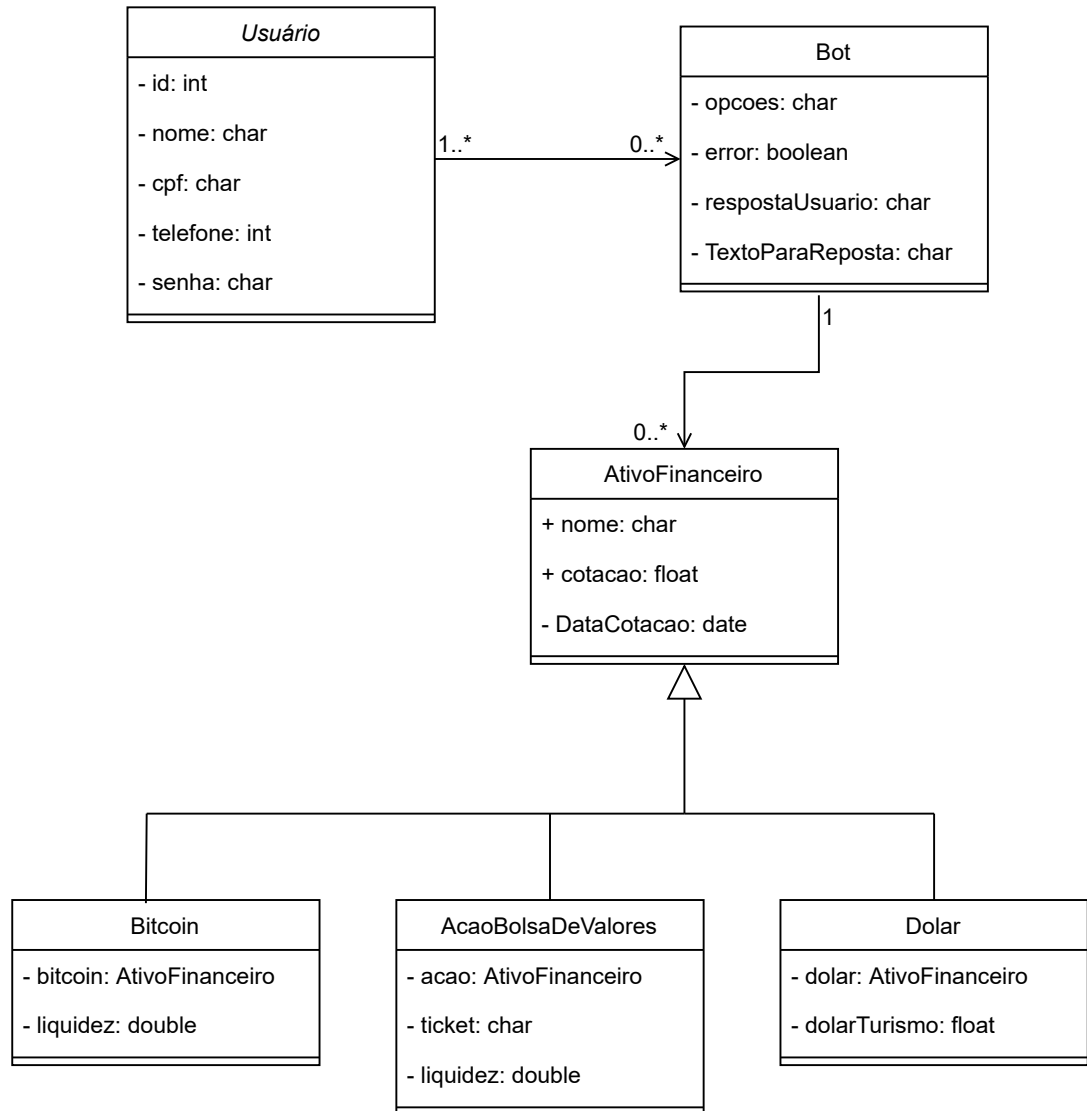 Usuário
- id: int
- nome: char
- cpf: char
- telefone: int
- senha: char
1..*
0..*
Bot
- opcoes: char
- error: boolean
- respostaUsuario: char
- TextoParaReposta: char
1
0..*
AtivoFinanceiro
+ nome: char
+ cotacao: float
- DataCotacao: date
Bitcoin
- bitcoin: AtivoFinanceiro
- liquidez: double
AcaoBolsaDeValores
- acao: AtivoFinanceiro
- ticket: char
- liquidez: double
Dolar
- dolar: AtivoFinanceiro
- dolarTurismo: float